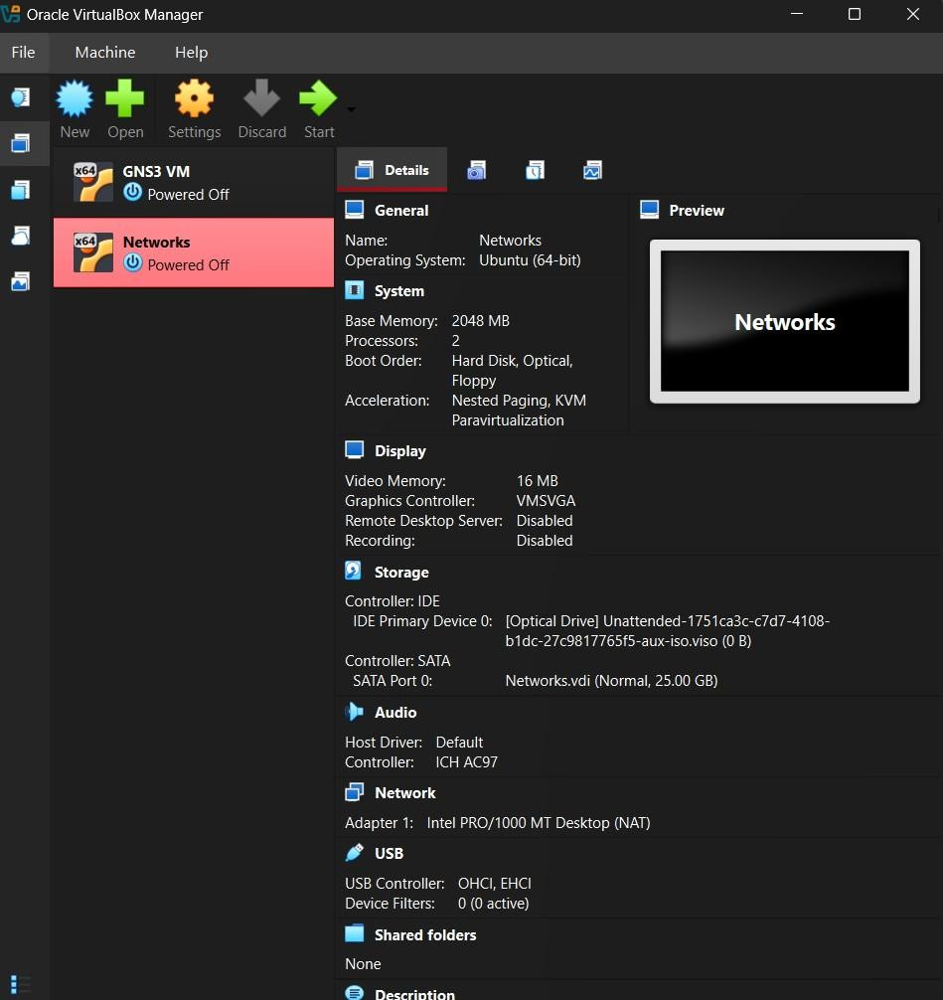 Oracle VirtualBox Manager
File Machine Help
New Open Settings Discard Start
x64
GNS3 VM
Powered Off
x64
Networks
Powered Off
Details
General
Name: Networks
Operating System: Ubuntu (64-bit)
System
Base Memory: 2048 MB
Processors: 2
Boot Order: Hard Disk, Optical,
Floppy
Acceleration: Nested Paging, KVM
Paravirtualization
Preview
Networks
Display
Video Memory: 16 MB
Graphics Controller: VMSVGA
Remote Desktop Server: Disabled
Recording: Disabled
Storage
Controller: IDE
IDE Primary Device 0: [Optical Drive] Unattended-1751ca3c-c7d7-4108-
b1dc-27c9817765f5-aux-iso.viso (0 B)
Controller: SATA
SATA Port 0: Networks.vdi (Normal, 25.00 GB)
Audio
Host Driver: Default
Controller: ICH AC97
Network
Adapter 1: Intel PRO/1000 MT Desktop (NAT)
USB
USB Controller: OHCI, EHCI
Device Filters: 0 (0 active)
Shared folders
None
Description